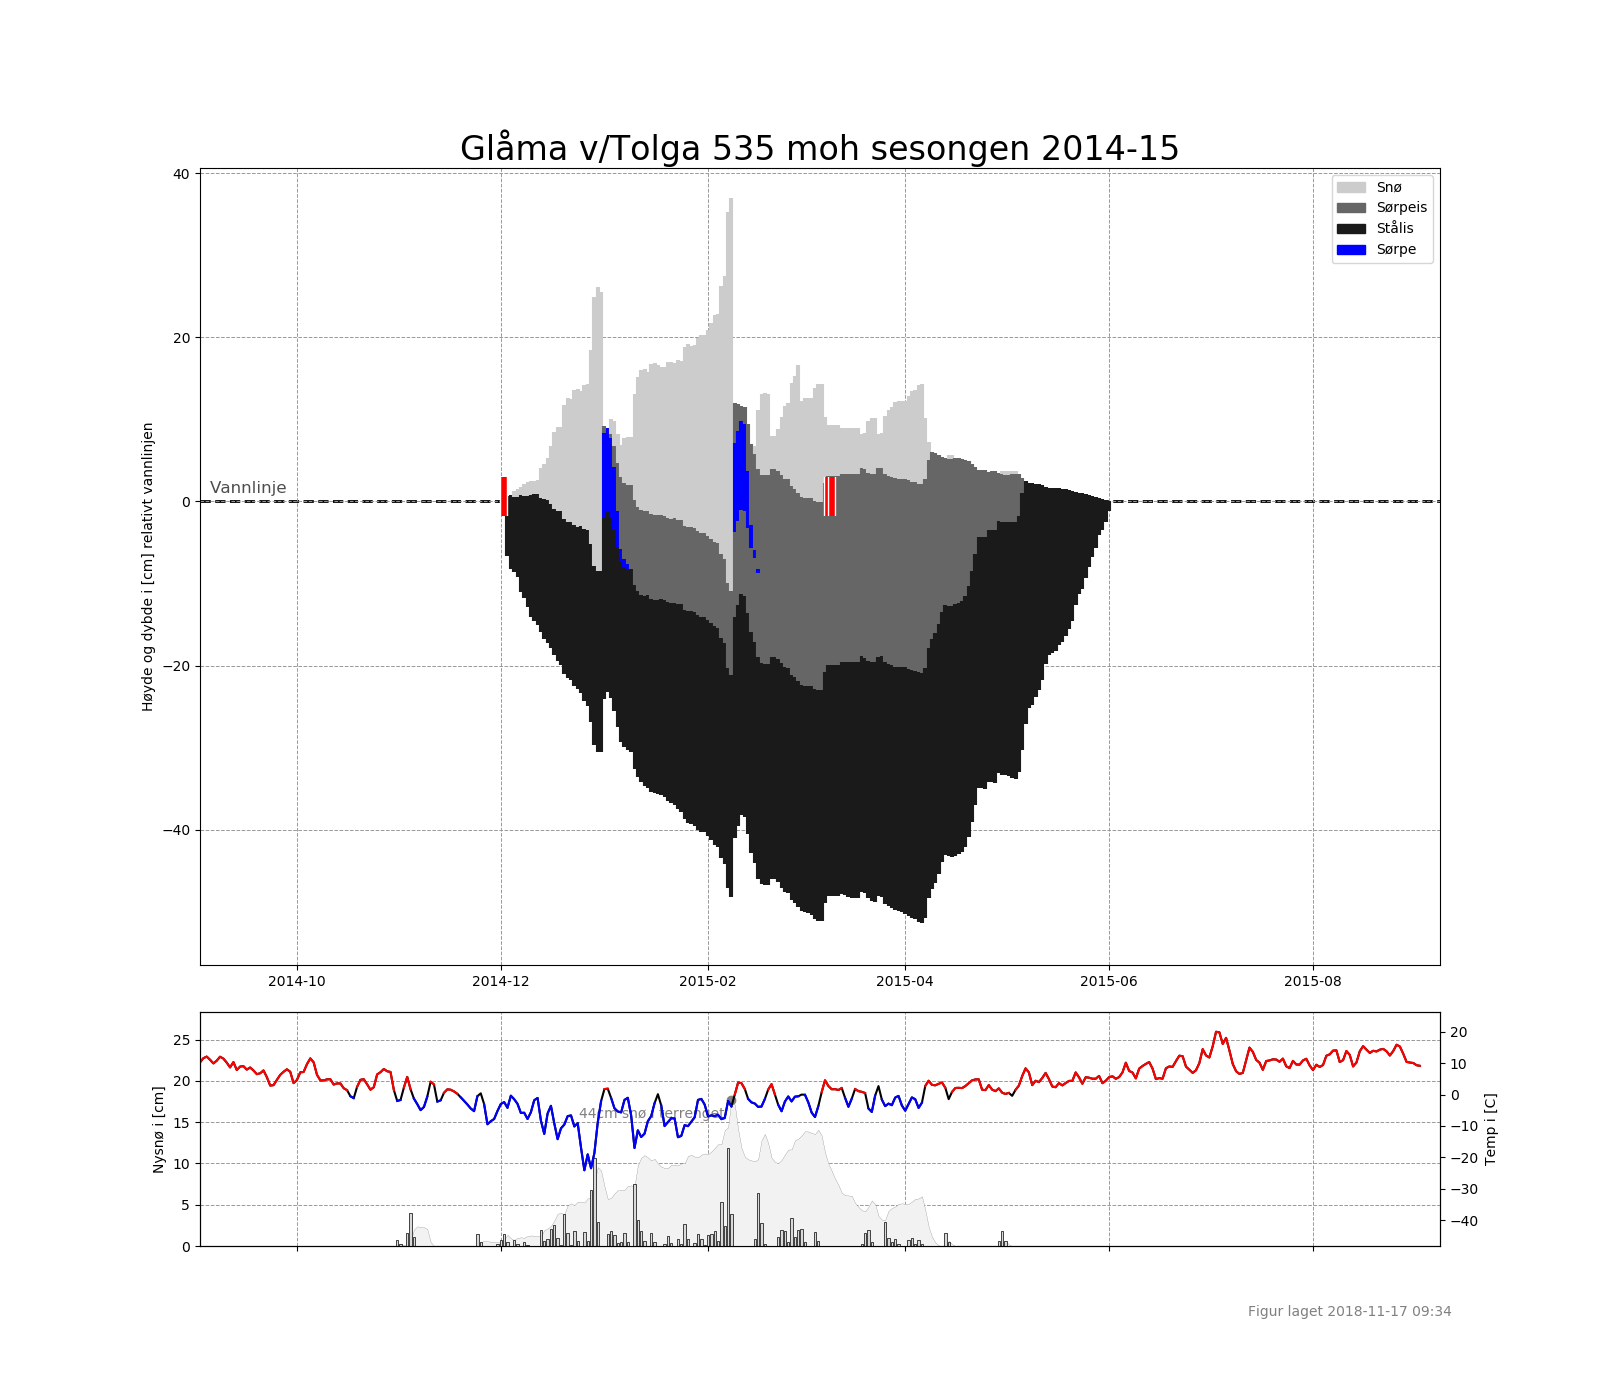 Glåma v/Tolga 535 moh sesongen 2014-15
Høyde og dybde i [cm] relativt vannlinjen
40
20
0
−20
−40
Vannlinje
Snø
Sørpeis
Stålis
Sørpe
2014-10
2014-12
2015-02
2015-04
2015-06
2015-08
Nysnø i [cm]
25
20
15
10
5
0
44cm snø i terrenget
20
10
0
−10
−20
−30
−40
Temp i [C]
Figur laget 2018-11-17 09:34